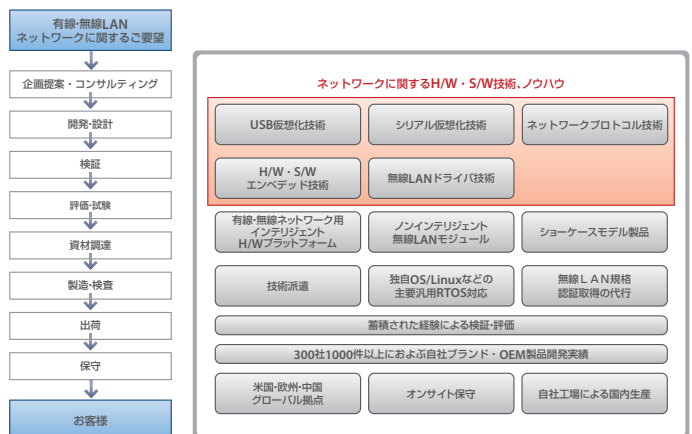 有線・無線LAN
ネットワークに関するご要望
企画提案・コンサルティング
開発・設計
検証
評価・試験
資材調達
製造・検査
出荷
保守
お客様
ネットワークに関するH/W・S/W技術、ノウハウ
USB仮想化技術
シリアル仮想化技術
ネットワークプロトコル技術
H/W・S/W
エンベデッド技術
無線LANドライバ技術
有線・無線ネットワーク用
インテリジェント
H/Wプラットフォーム
ノンインテリジェント
無線LANモジュール
ショーケースモデル製品
技術派遣
独自OS/Linuxなどの
主要汎用RTOS対応
無線ＬＡＮ規格
認証取得の代行
蓄積された経験による検証・評価
300社1000件以上におよぶ自社ブランド・OEM製品開発実績
米国・欧州・中国
グローバル拠点
オンサイト保守
自社工場による国内生産